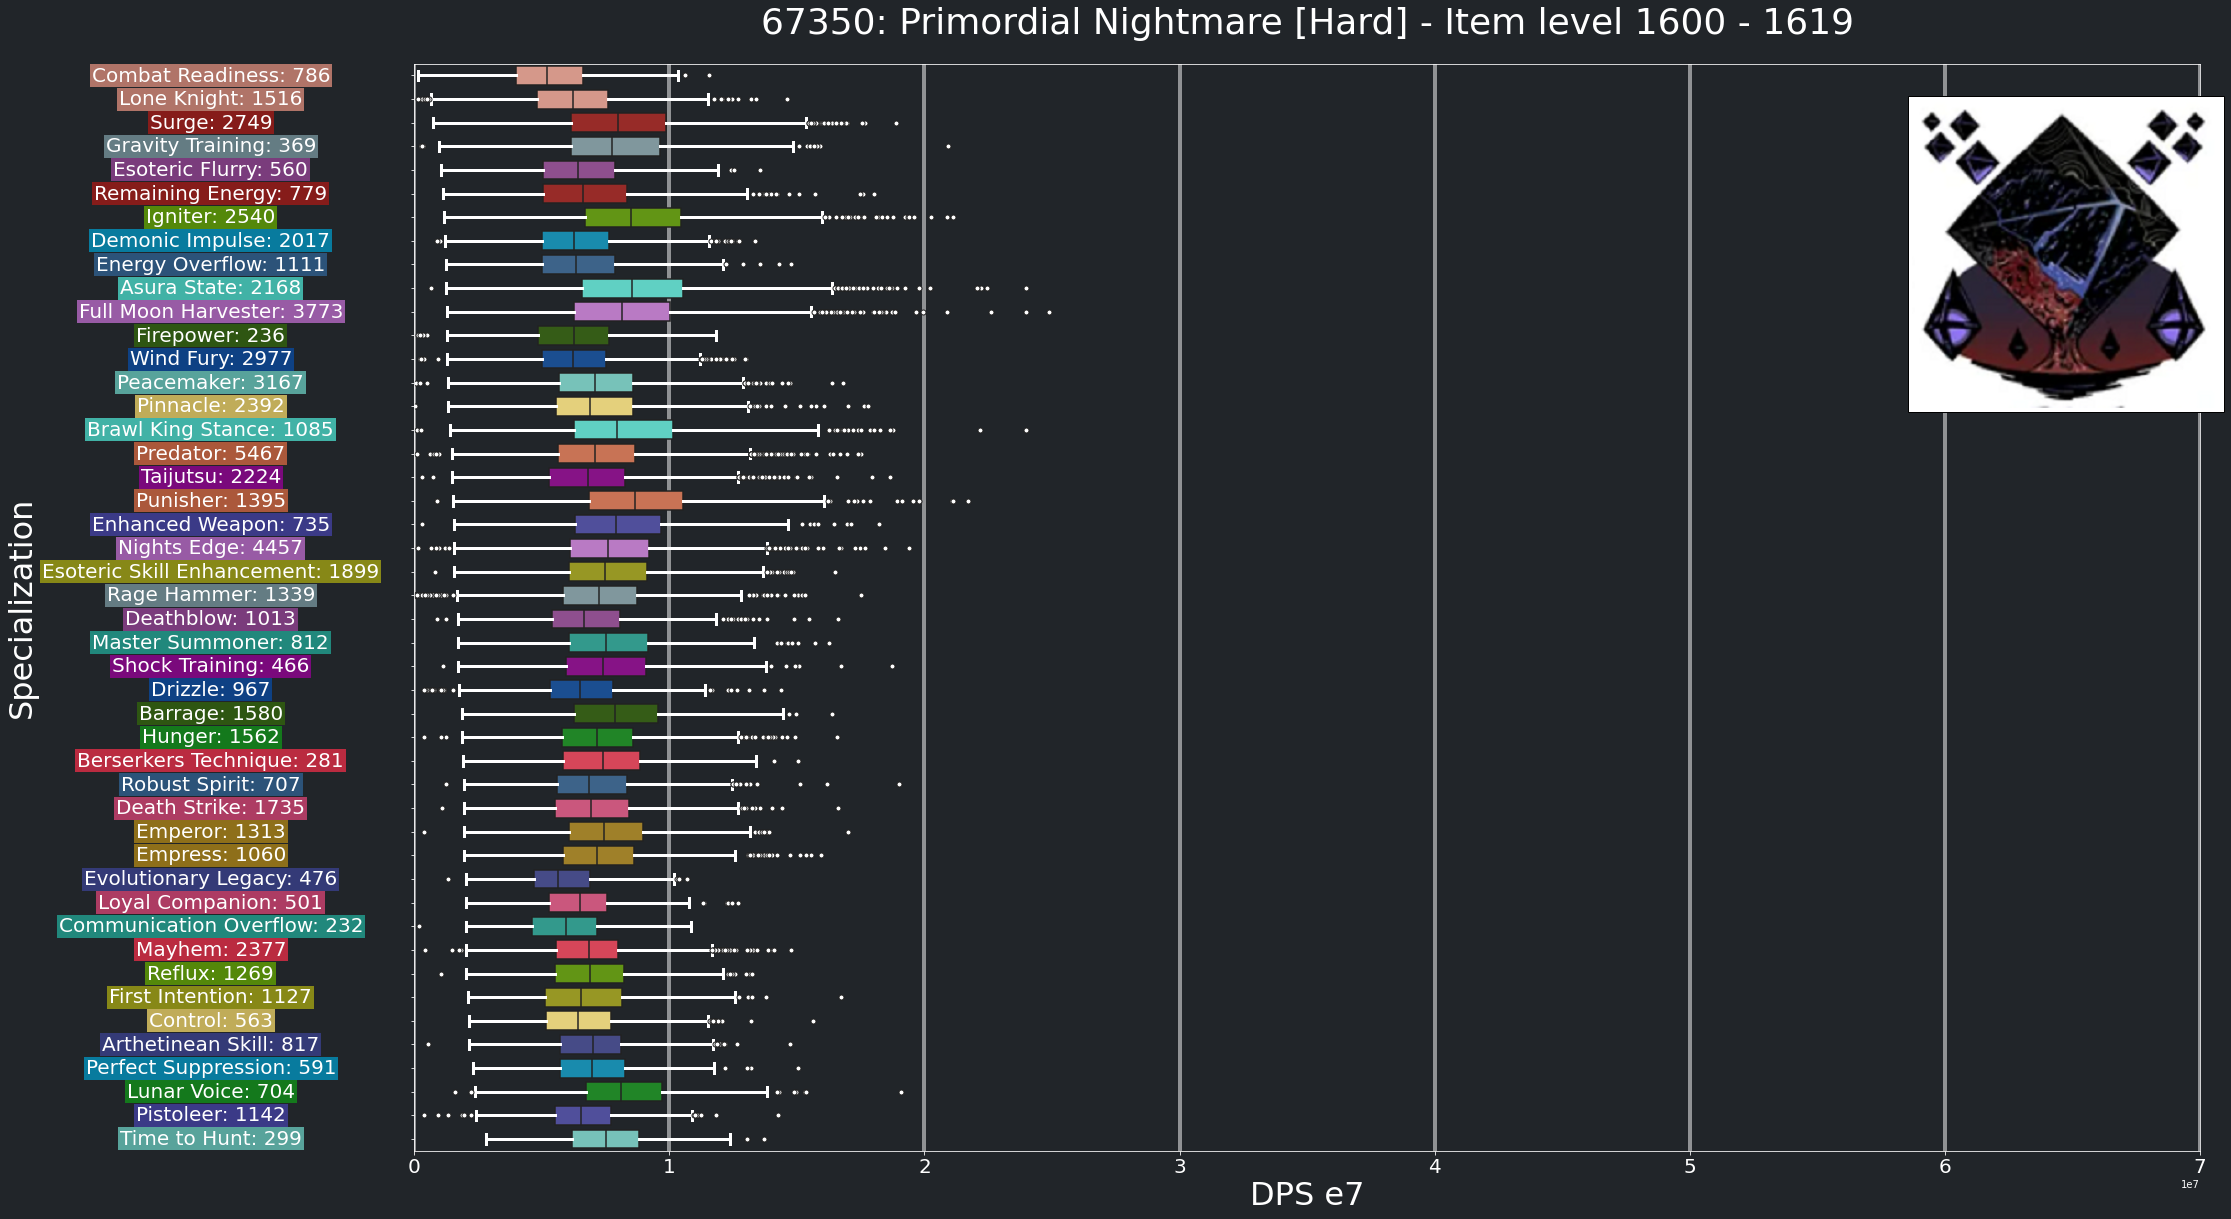 67350: Primordial Nightmare [Hard] - Item level 1600 - 1619
Combat Readiness: 786
Lone Knight: 1516
Surge: 2749
Gravity Training: 369
Esoteric Flurry: 560
Remaining Energy: 779
Igniter: 2540
Demonic Impulse: 2017
Energy Overflow: 1111
Asura State: 2168
Full Moon Harvester: 3773
Firepower: 236
Wind Fury: 2977
Peacemaker: 3167
Pinnacle: 2392
Brawl King Stance: 1085
Predator: 5467
Taijutsu: 2224
Punisher: 1395
Enhanced Weapon: 735
Nights Edge: 4457
Esoteric Skill Enhancement: 1899
Rage Hammer: 1339
Deathblow: 1013
Master Summoner: 812
Shock Training: 466
Drizzle: 967
Barrage: 1580
Hunger: 1562
Berserkers Technique: 281
Robust Spirit: 707
Death Strike: 1735
Emperor: 1313
Empress: 1060
Evolutionary Legacy: 476
Loyal Companion: 501
Communication Overflow: 232
Mayhem: 2377
Reflux: 1269
First Intention: 1127
Control: 563
Arthetinean Skill: 817
Perfect Suppression: 591
Lunar Voice: 704
Pistoleer: 1142
Time to Hunt: 299
Specialization
0 1 2 3 4 5 6 7
1e7
DPS e7